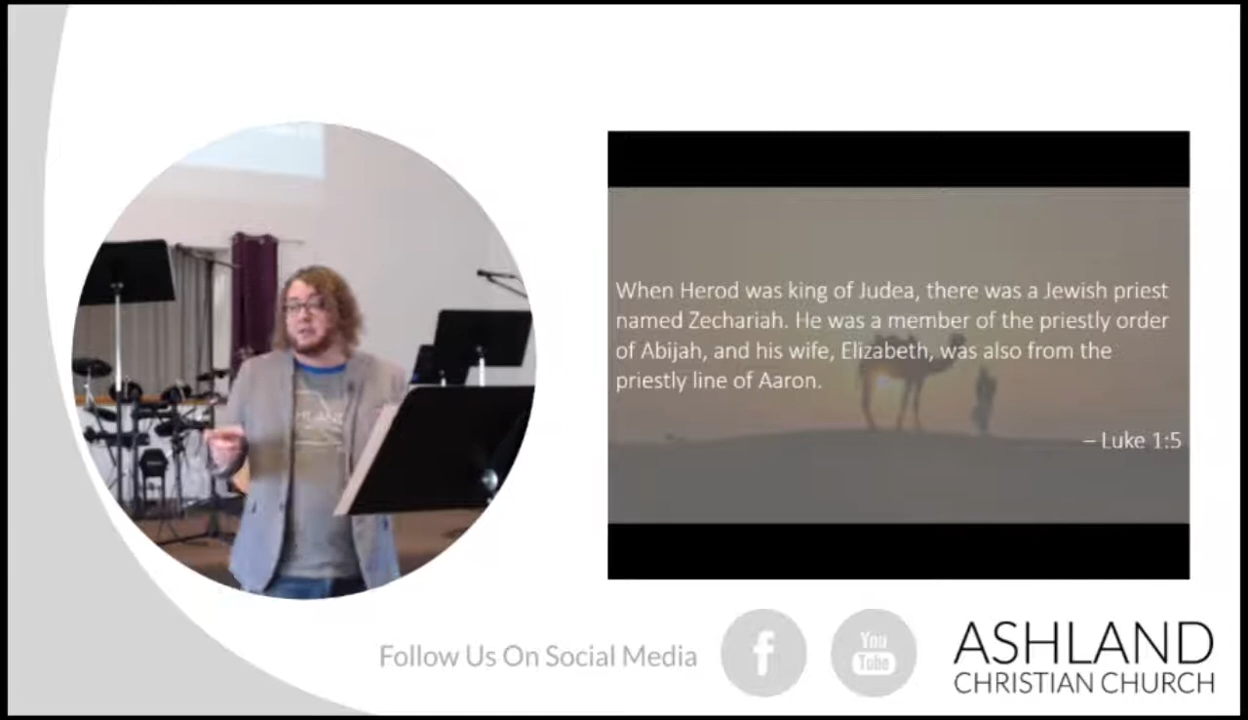 When Herod was king of Judea, there was a Jewish priest
named Zechariah. He was a member of the priestly order
of Abijah, and his wife, Elizabeth, was also from the
priestly line of Aaron.
– Luke 1:5
Follow Us On Social Media
f
You
Tube
ASHLAND
CHRISTIAN CHURCH